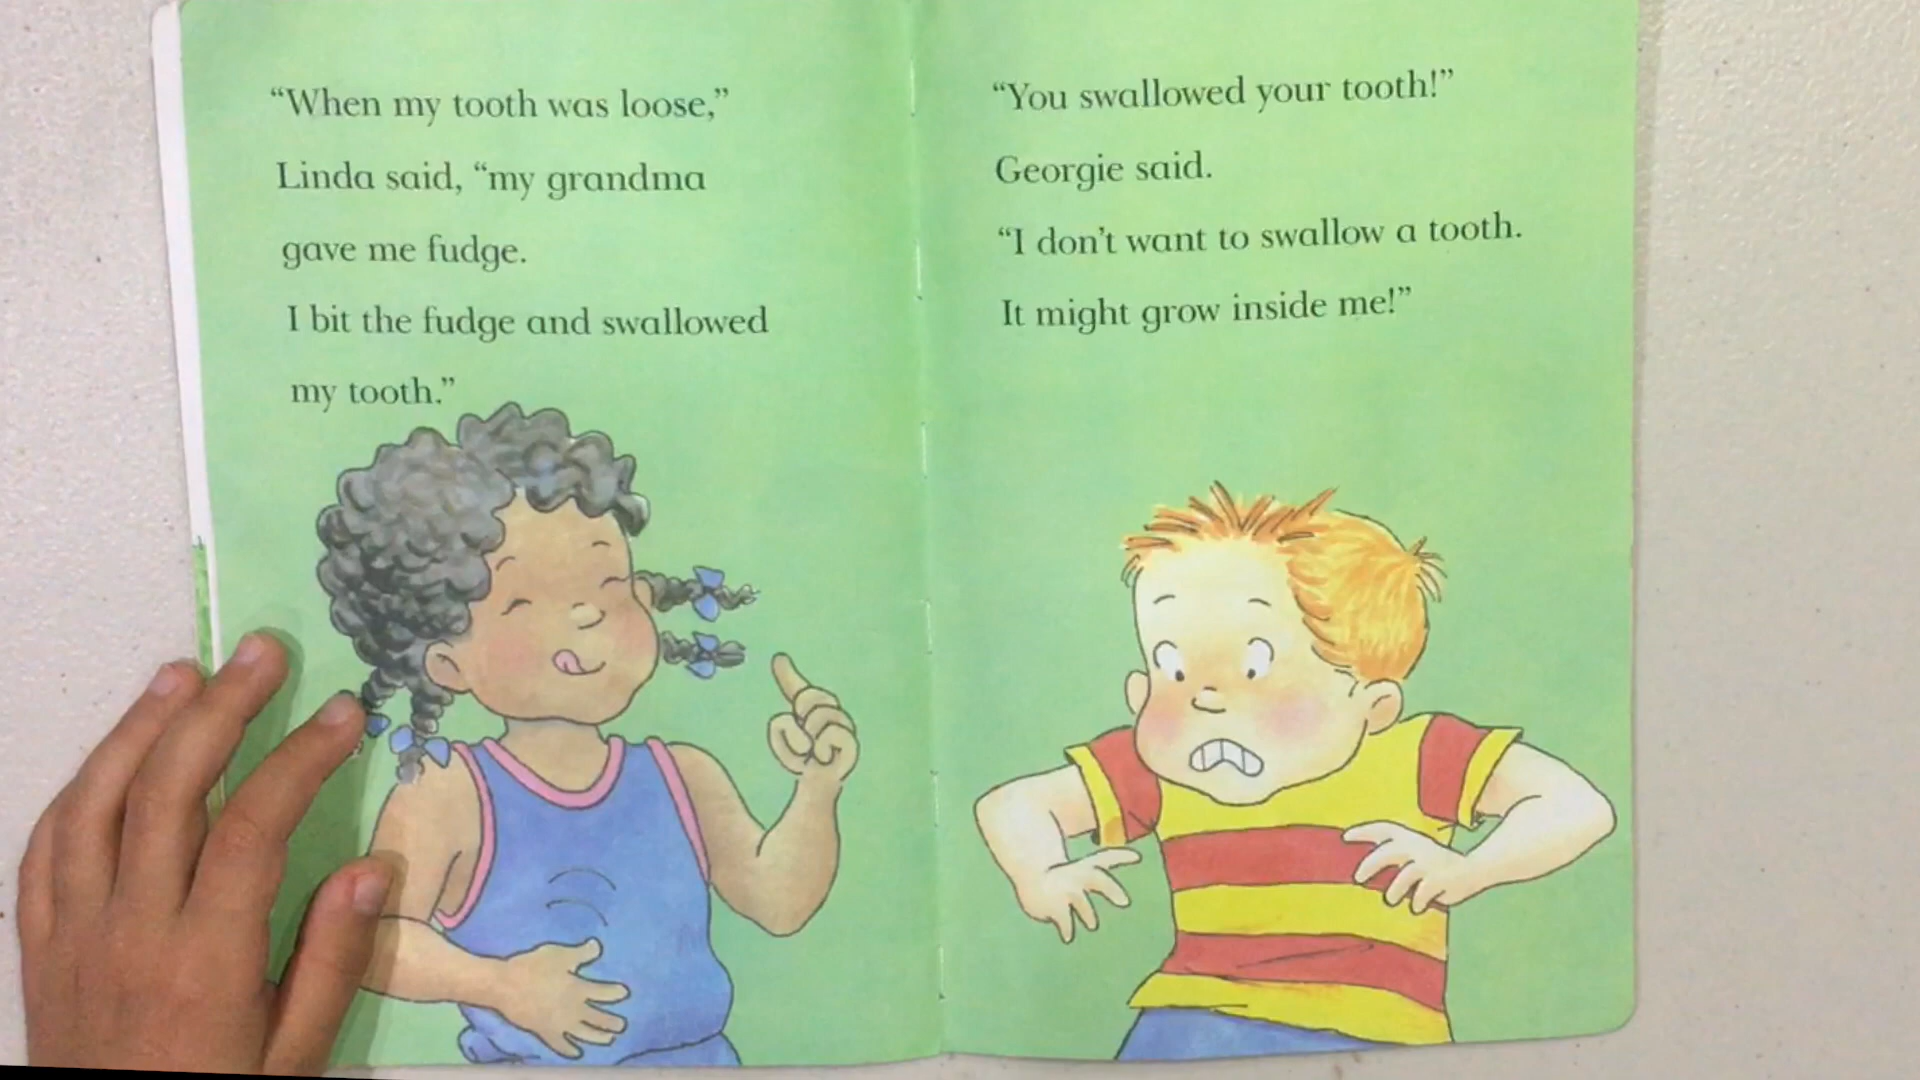 “When my tooth was loose,”
Linda said, “my grandma
gave me fudge.
I bit the fudge and swallowed
my tooth.”
“You swallowed your tooth!”
Georgie said.
“I don’t want to swallow a tooth.
It might grow inside me!”